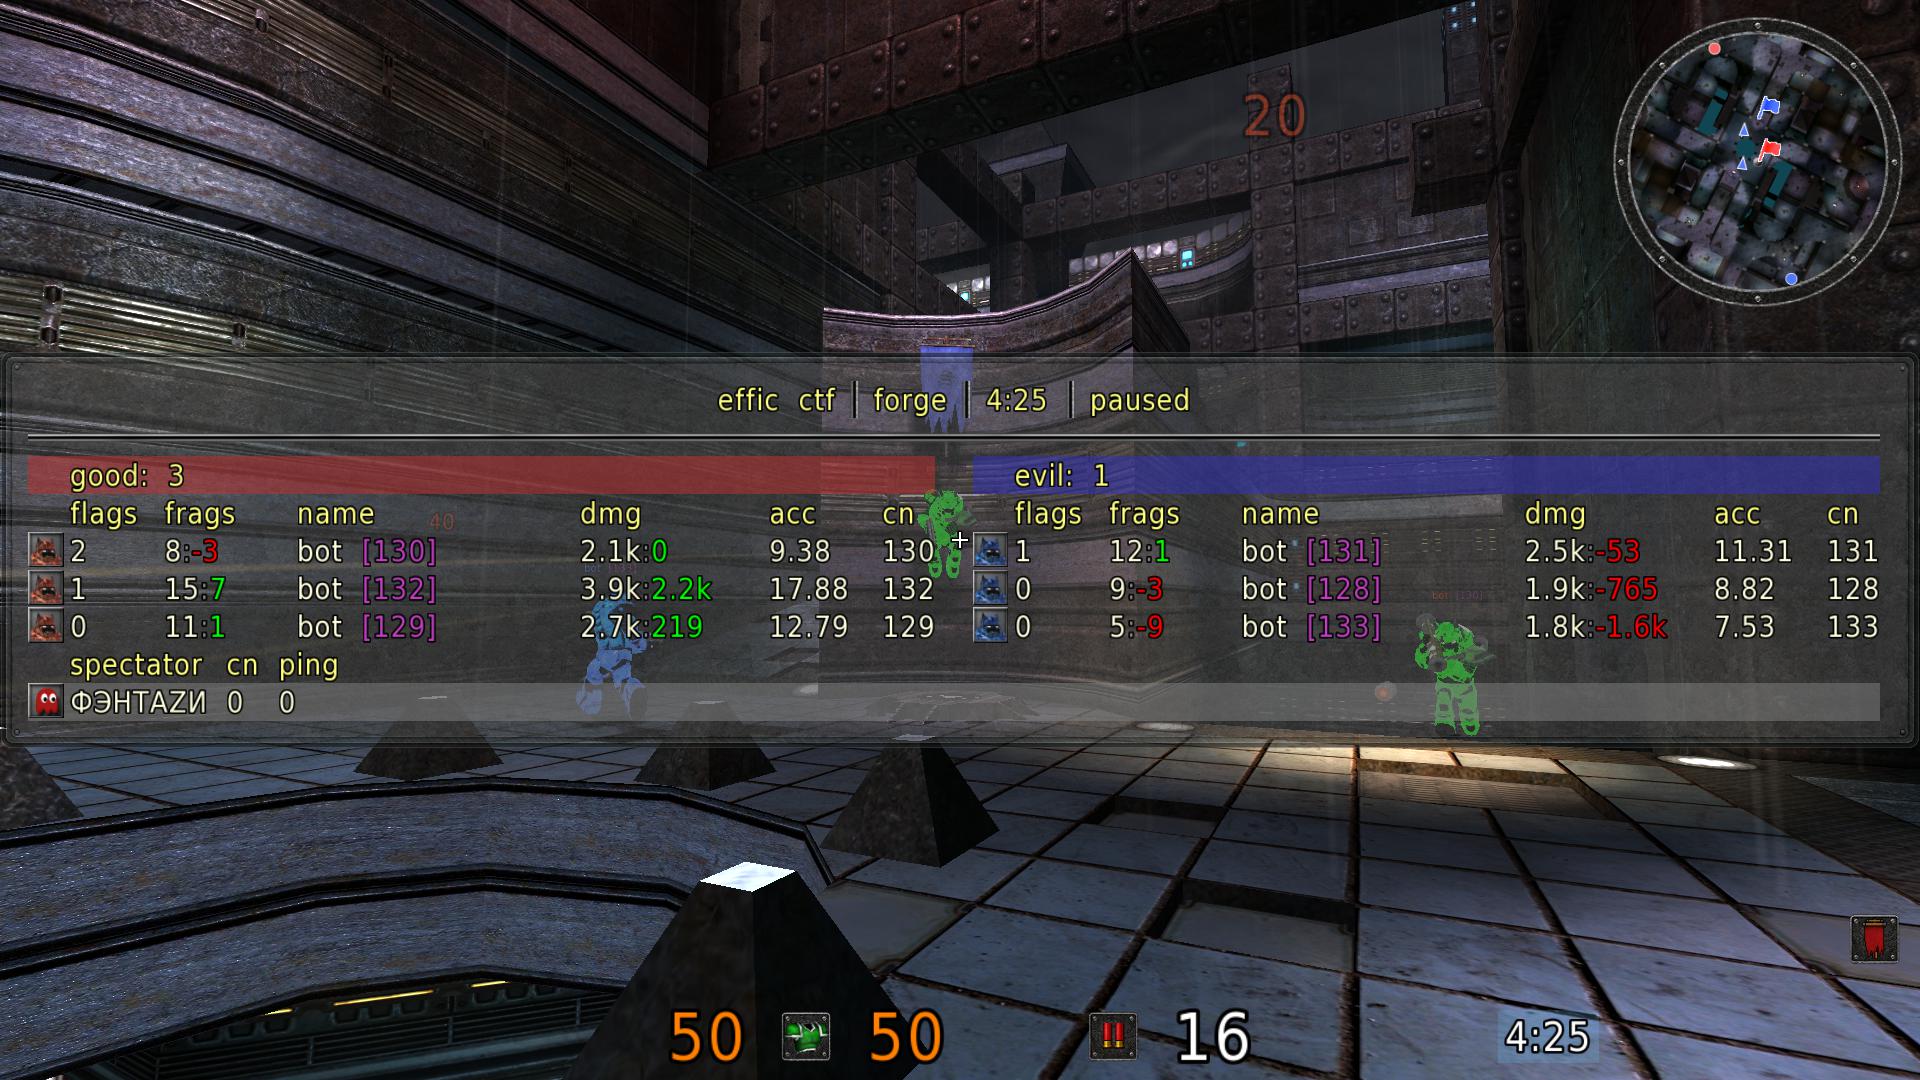 20
effic ctf | forge | 4:25 | paused
good: 3
flags frags name dmg acc cn
2 8:-3 bot [130] 2.1k:0 9.38 130
1 15:7 bot [132] 3.9k:2.2k 17.88 132
0 11:1 bot [129] 2.7k:219 12.79 129
evil: 1
flags frags name dmg acc cn
1 12:1 bot [131] 2.5k:-53 11.31 131
0 9:-3 bot [128] 1.9k:-765 8.82 128
0 5:-9 bot [133] 1.8k:-1.6k 7.53 133
40
bot [130]
spectator cn ping
ФЭНТАZИ 0 0
50 50 16 4:25